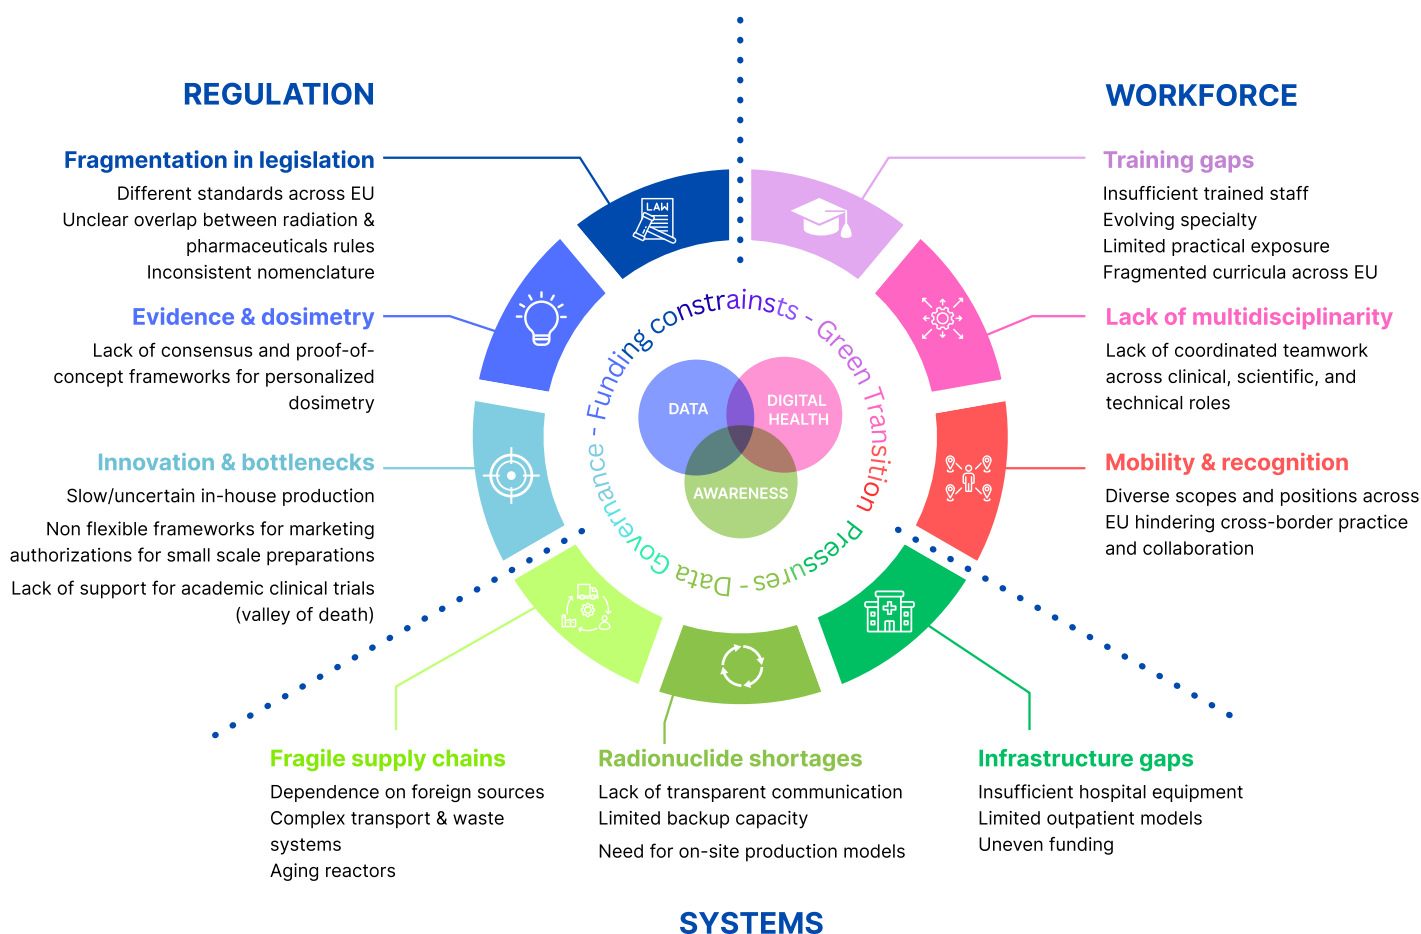 REGULATION
Fragmentation in legislation
Different standards across EU
Unclear overlap between radiation &
pharmaceuticals rules
Inconsistent nomenclature
Evidence & dosimetry
Lack of consensus and proof-of-
concept frameworks for personalized
dosimetry
Innovation & bottlenecks
Slow/uncertain in-house production
Non flexible frameworks for marketing
authorizations for small scale preparations
Lack of support for academic clinical trials
(valley of death)
WORKFORCE
Training gaps
Insufficient trained staff
Evolving specialty
Limited practical exposure
Fragmented curricula across EU
Lack of multidisciplinarity
Lack of coordinated teamwork
across clinical, scientific, and
technical roles
Mobility & recognition
Diverse scopes and positions across
EU hindering cross-border practice
and collaboration
LAW
- Funding constrainsts - Green Transition Pressures - Data Governance
DATA
DIGITAL
HEALTH
AWARENESS
Fragile supply chains
Dependence on foreign sources
Complex transport & waste
systems
Aging reactors
Radionuclide shortages
Lack of transparent communication
Limited backup capacity
Need for on-site production models
Infrastructure gaps
Insufficient hospital equipment
Limited outpatient models
Uneven funding
SYSTEMS